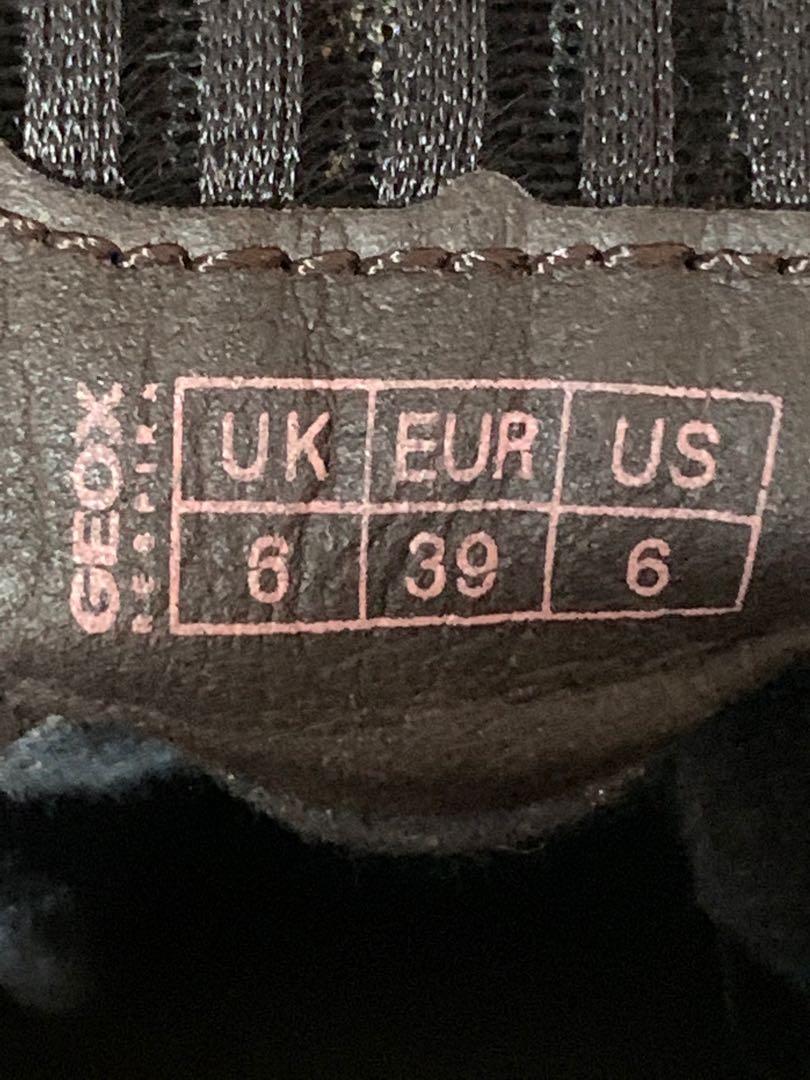 GEOX
RESPIRA
UK EUR US
6 39 6